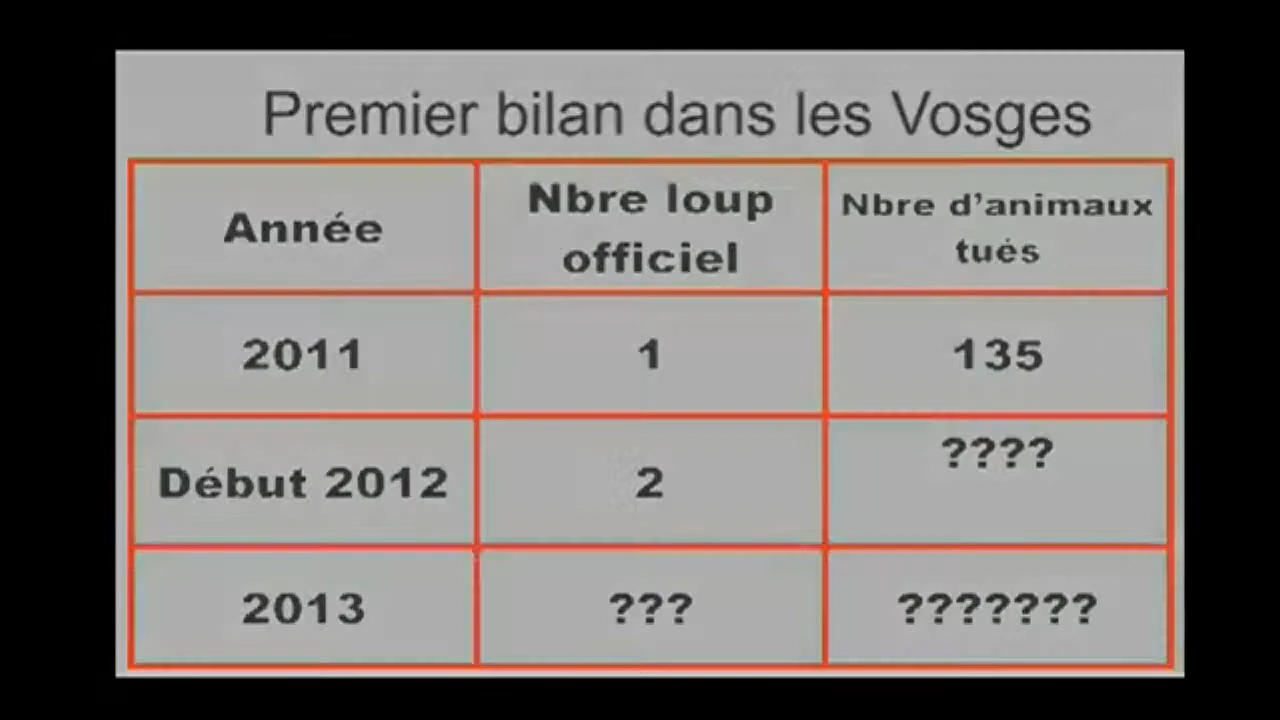 Premier bilan dans les Vosges
Année
Nbre loup
officiel
Nbre d'animaux
tués
2011
1
135
Début 2012
2
????
2013
???
???????